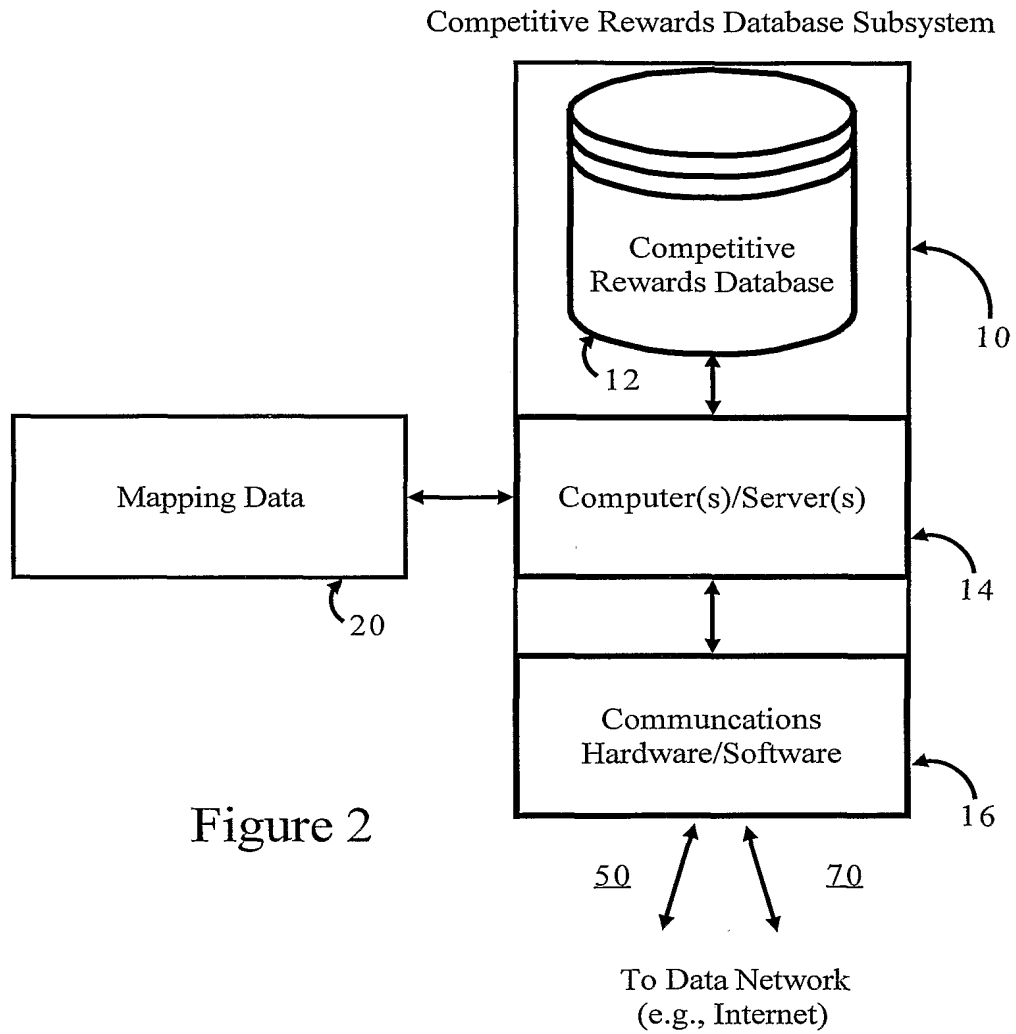 Competitive Rewards Database Subsystem
Competitive
Rewards Database
10
12
Mapping Data
Computer(s)/Server(s)
14
20
Communcations
Hardware/Software
16
Figure 2
50
70
To Data Network
(e.g., Internet)